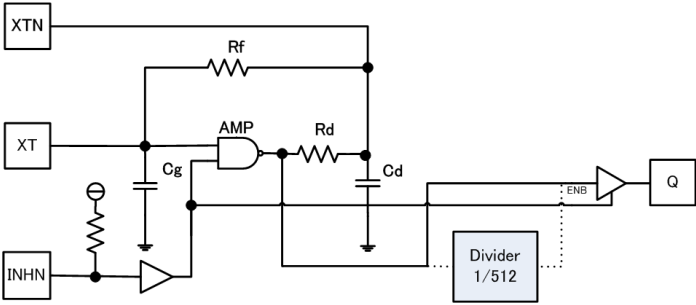 XTN
Rf
AMP
XT
Rd
Cg
Cd
ENB
Q
INHN
Divider
1/512